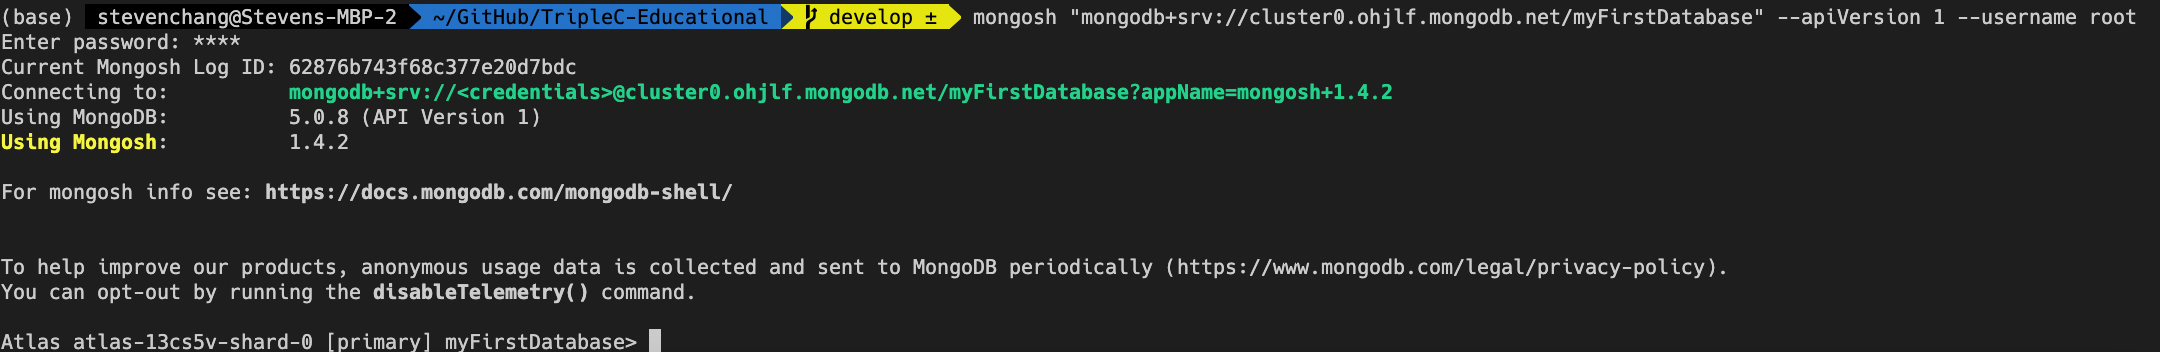 (base) stevenchang@Stevens-MBP-2 ~/GitHub/TripleC-Educational develop ± mongosh "mongodb+srv://cluster0.ohjlf.mongodb.net/myFirstDatabase" --apiVersion 1 --username root
Enter password: ****
Current Mongosh Log ID: 62876b743f68c377e20d7bdc
Connecting to: mongodb+srv://<credentials>@cluster0.ohjlf.mongodb.net/myFirstDatabase?appName=mongosh+1.4.2
Using MongoDB: 5.0.8 (API Version 1)
Using Mongosh: 1.4.2
For mongosh info see: https://docs.mongodb.com/mongodb-shell/
To help improve our products, anonymous usage data is collected and sent to MongoDB periodically (https://www.mongodb.com/legal/privacy-policy).
You can opt-out by running the disableTelemetry() command.
Atlas atlas-13cs5v-shard-0 [primary] myFirstDatabase>